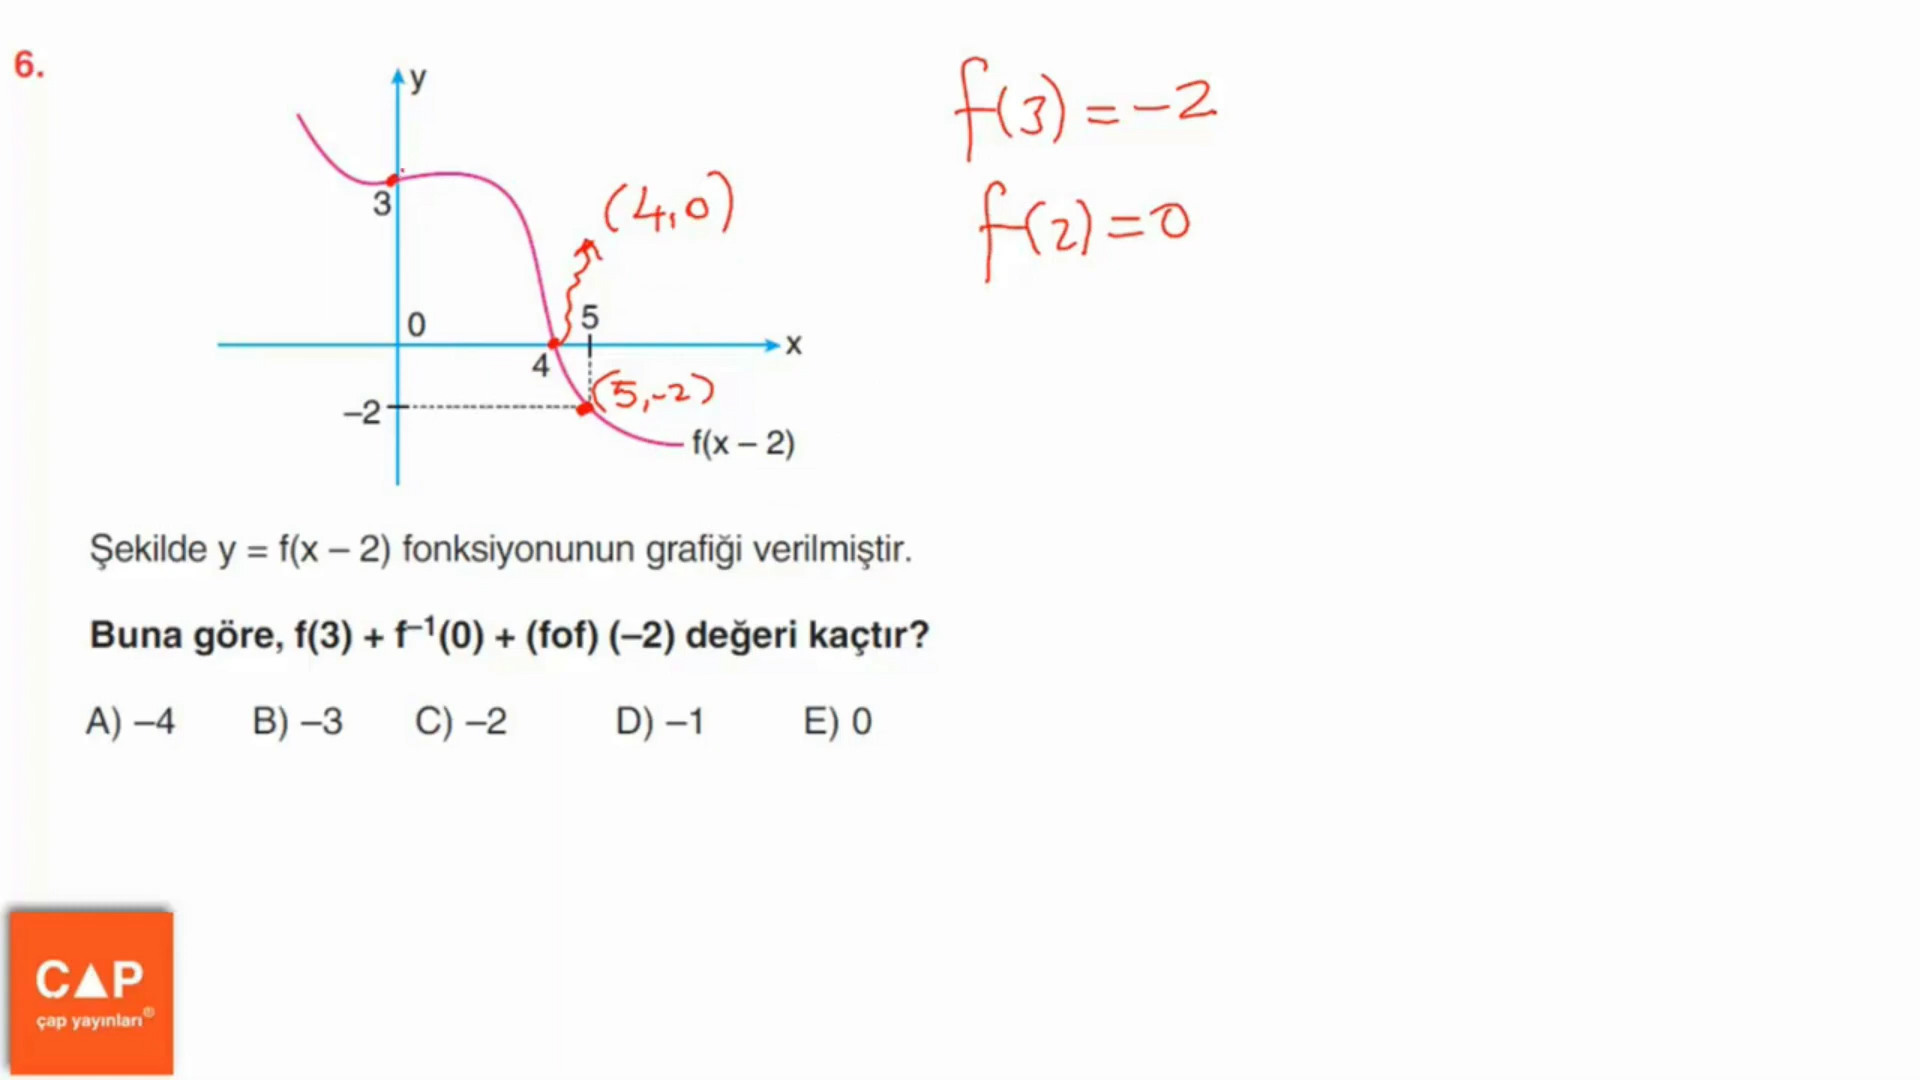 6.
y
f(3) = -2
3
(4,0)
f(2) = 0
0
5
x
4
(5,-2)
–2
f(x – 2)
Şekilde y = f(x – 2) fonksiyonunun grafiği verilmiştir.
Buna göre, f(3) + f⁻¹(0) + (fof) (–2) değeri kaçtır?
A) –4 B) –3 C) –2 D) –1 E) 0
CAP
çap yayınları®